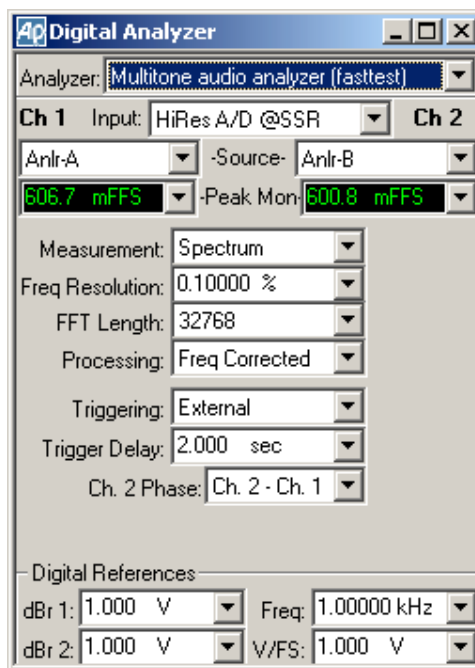 Ap Digital Analyzer
Analyzer: Multitone audio analyzer (fasttest)
Ch 1 Input: HiRes A/D @SSR Ch 2
Anlr-A -Source- Anlr-B
606.7 mFFS -Peak Mon- 600.8 mFFS
Measurement: Spectrum
Freq Resolution: 0.10000 %
FFT Length: 32768
Processing: Freq Corrected
Triggering: External
Trigger Delay: 2.000 sec
Ch. 2 Phase: Ch. 2 - Ch. 1
Digital References
dBr 1: 1.000 V Freq: 1.00000 kHz
dBr 2: 1.000 V V/FS: 1.000 V